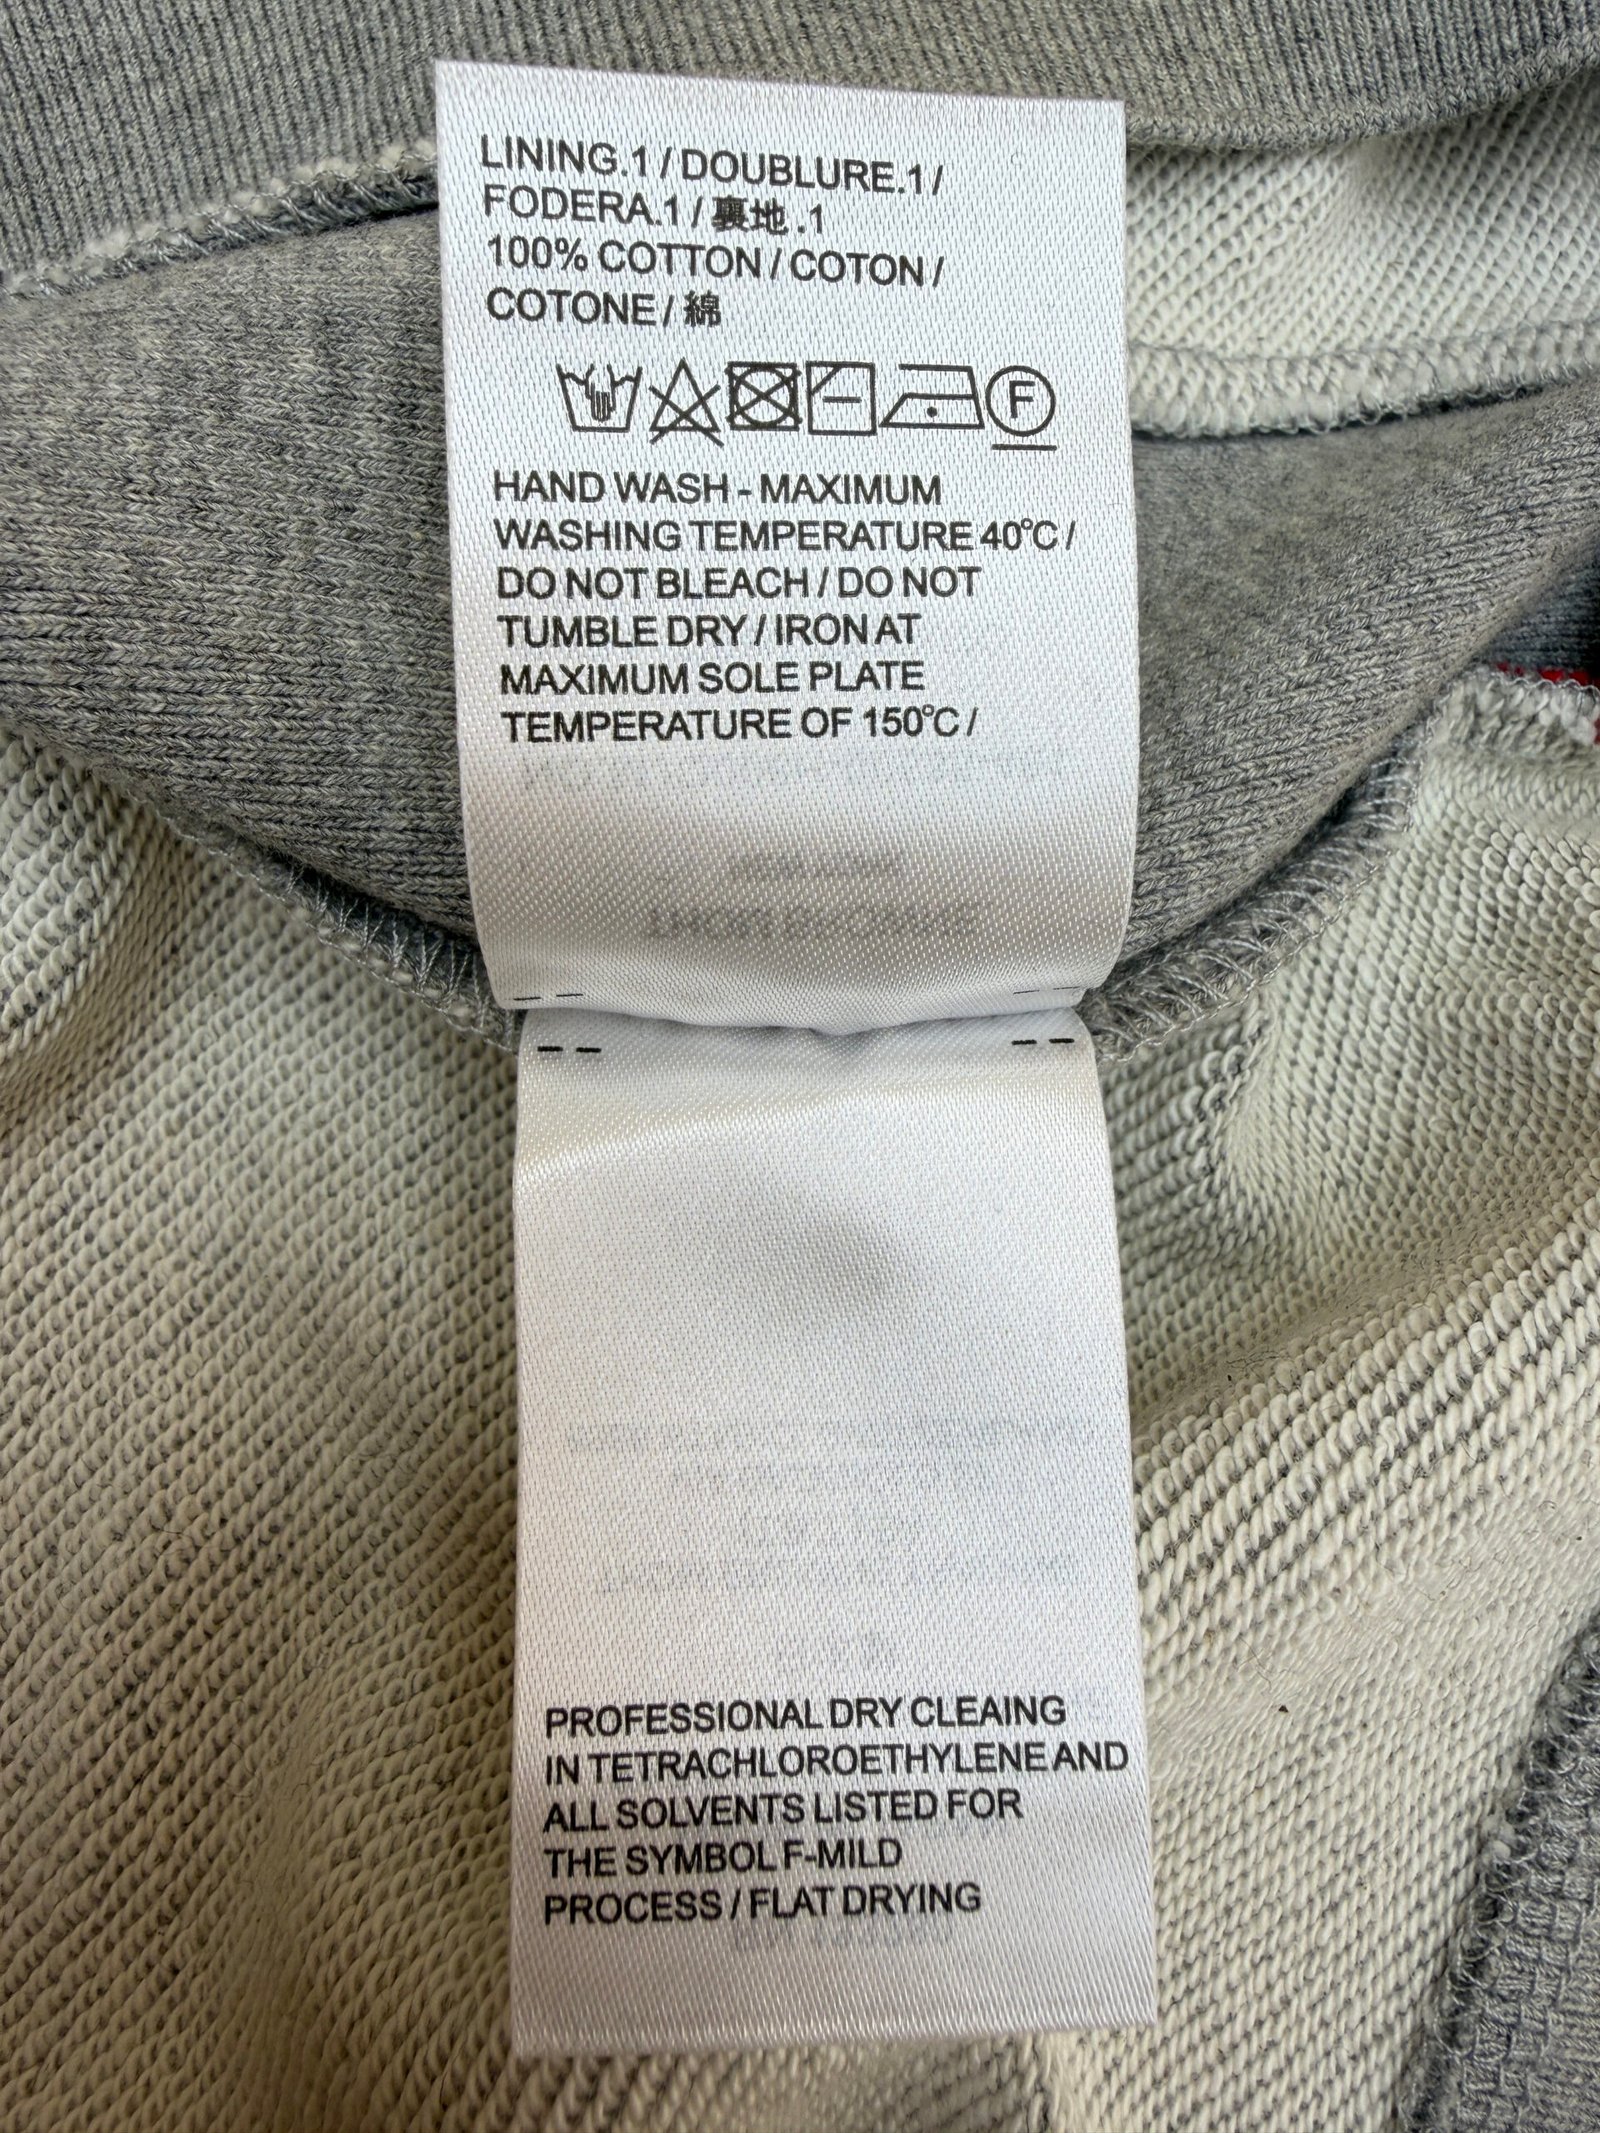 LINING.1 / DOUBLURE.1 /
FODERA.1 / 裏地 .1
100% COTTON / COTON /
COTONE / 綿
F
HAND WASH - MAXIMUM
WASHING TEMPERATURE 40°C /
DO NOT BLEACH / DO NOT
TUMBLE DRY / IRON AT
MAXIMUM SOLE PLATE
TEMPERATURE OF 150°C /
PROFESSIONAL DRY CLEAING
IN TETRACHLOROETHYLENE AND
ALL SOLVENTS LISTED FOR
THE SYMBOL F-MILD
PROCESS / FLAT DRYING